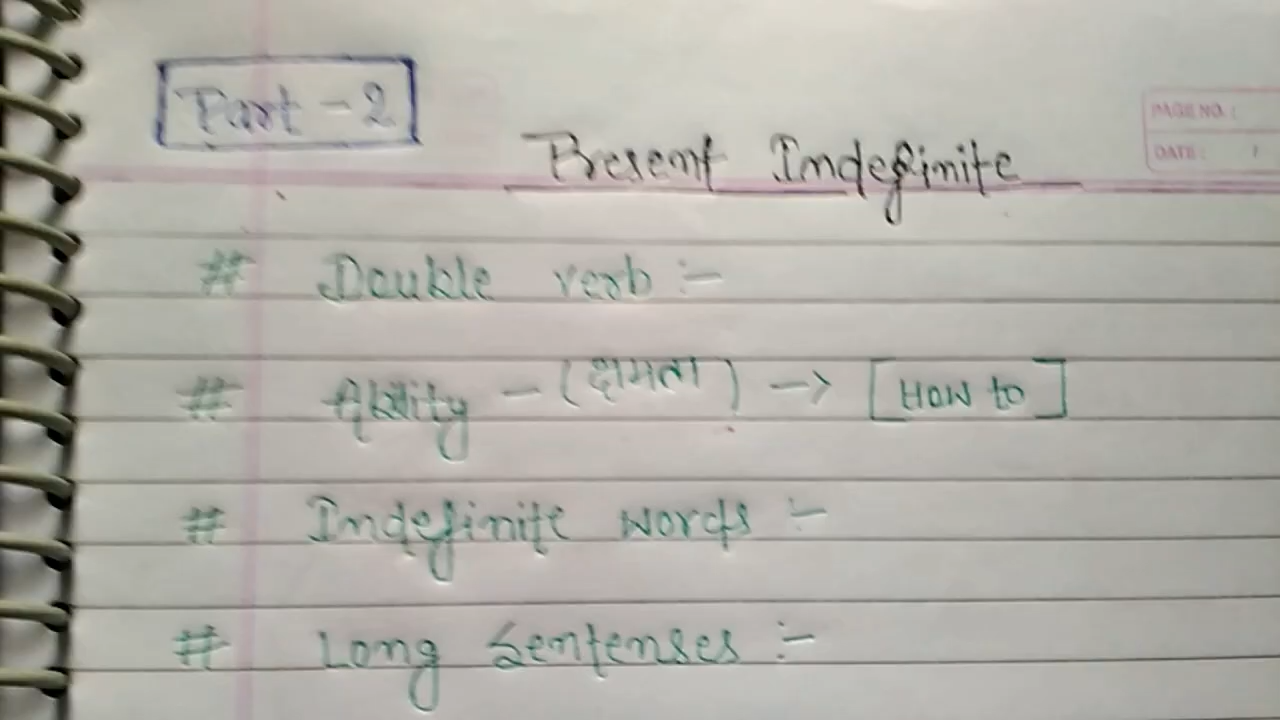 Part - 2
PAGE NO. :
DATE : /
Present Indefinite
# Double verb :-
# Ability - (क्षमता) -> [HOW to]
# Indefinite words :-
# Long Sentenses :-